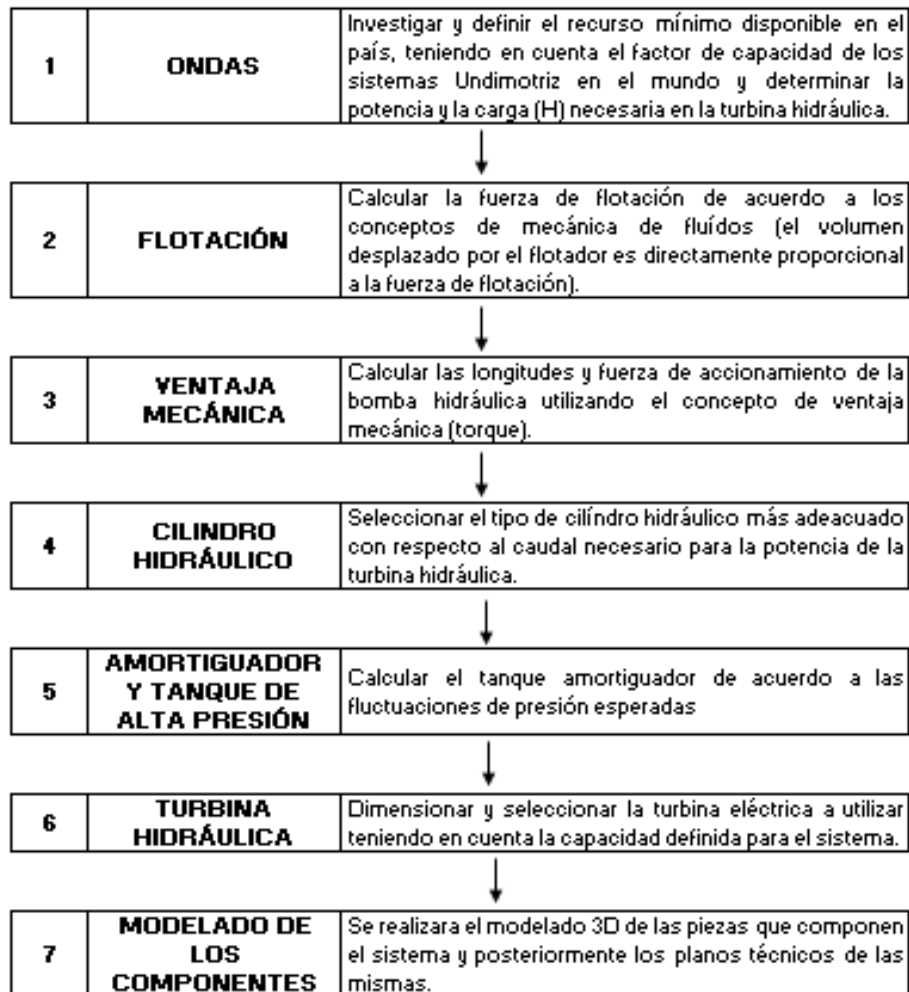 1
ONDAS
Investigar y definir el recurso mínimo disponible en el
país, teniendo en cuenta el factor de capacidad de los
sistemas Undimotriz en el mundo y determinar la
potencia y la carga (H) necesaria en la turbina hidráulica.
2
FLOTACIÓN
Calcular la fuerza de flotación de acuerdo a los
conceptos de mecánica de fluídos (el volumen
desplazado por el flotador es directamente proporcional
a la fuerza de flotación).
3
VENTAJA
MECÁNICA
Calcular las longitudes y fuerza de accionamiento de la
bomba hidráulica utilizando el concepto de ventaja
mecánica (torque).
4
CILINDRO
HIDRÁULICO
Seleccionar el tipo de cilíndro hidráulico más adeacuado
con respecto al caudal necesario para la potencia de la
turbina hidráulica.
5
AMORTIGUADOR
Y TANQUE DE
ALTA PRESIÓN
Calcular el tanque amortiguador de acuerdo a las
fluctuaciones de presión esperadas
6
TURBINA
HIDRÁULICA
Dimensionar y seleccionar la turbina eléctrica a utilizar
teniendo en cuenta la capacidad definida para el sistema.
7
MODELADO DE
LOS
COMPONENTES
Se realizara el modelado 3D de las piezas que componen
el sistema y posteriormente los planos técnicos de las
mismas.